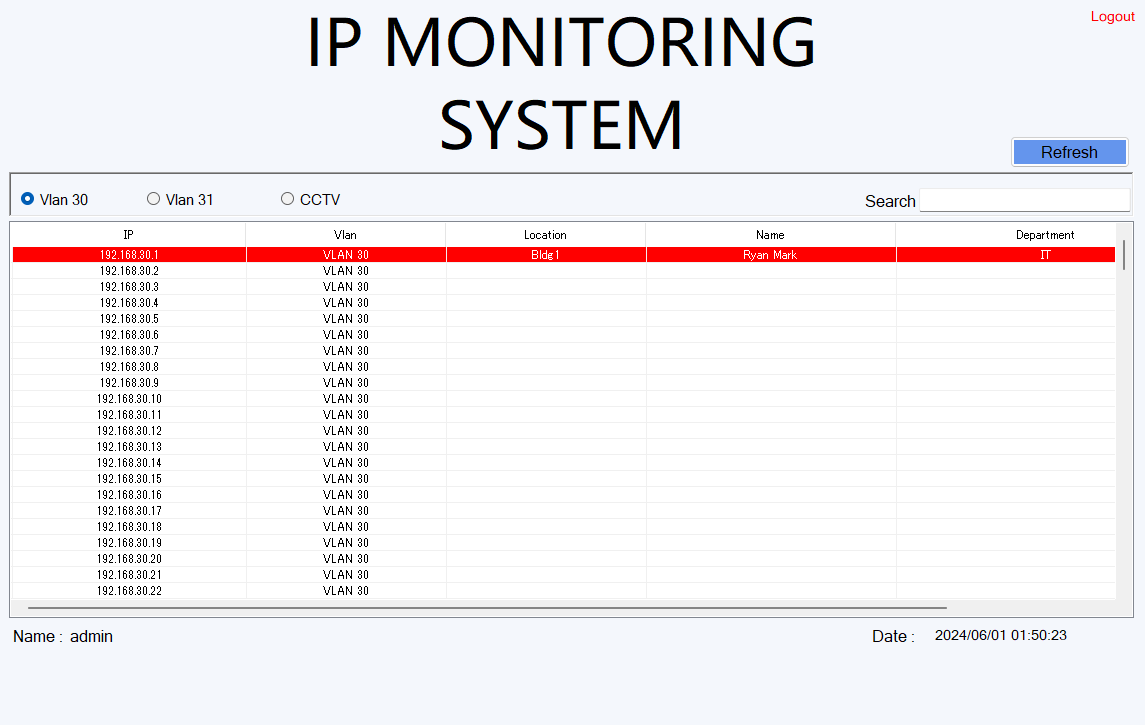 Logout
IP MONITORING
SYSTEM
Refresh
Vlan 30 Vlan 31 CCTV Search
IP Vlan Location Name Department
192.168.30.1 VLAN 30 Bldg1 Ryan Mark IT
192.168.30.2 VLAN 30
192.168.30.3 VLAN 30
192.168.30.4 VLAN 30
192.168.30.5 VLAN 30
192.168.30.6 VLAN 30
192.168.30.7 VLAN 30
192.168.30.8 VLAN 30
192.168.30.9 VLAN 30
192.168.30.10 VLAN 30
192.168.30.11 VLAN 30
192.168.30.12 VLAN 30
192.168.30.13 VLAN 30
192.168.30.14 VLAN 30
192.168.30.15 VLAN 30
192.168.30.16 VLAN 30
192.168.30.17 VLAN 30
192.168.30.18 VLAN 30
192.168.30.19 VLAN 30
192.168.30.20 VLAN 30
192.168.30.21 VLAN 30
192.168.30.22 VLAN 30
Name : admin Date : 2024/06/01 01:50:23